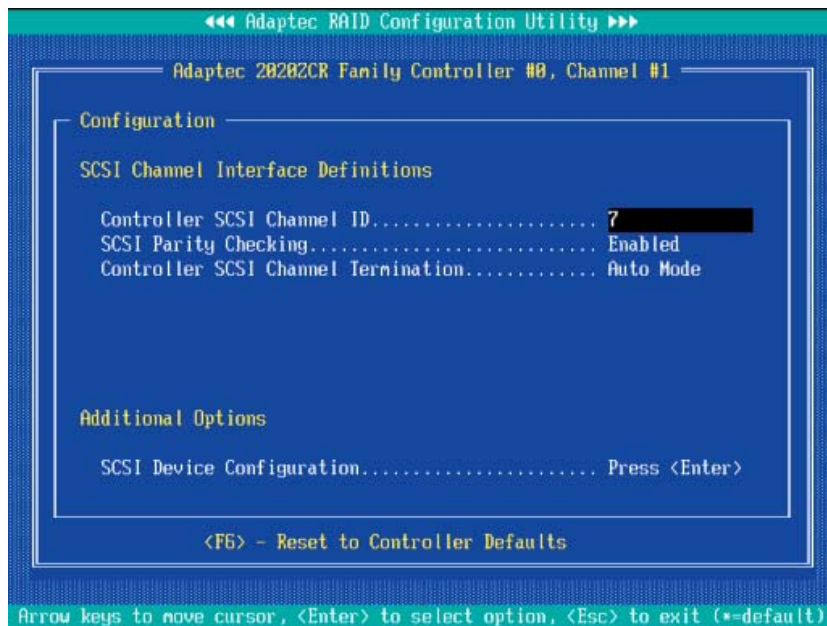 ◄◄◄ Adaptec RAID Configuration Utility ►►►
Adaptec 2020ZCR Family Controller #0, Channel #1
Configuration
SCSI Channel Interface Definitions
Controller SCSI Channel ID...................... 7
SCSI Parity Checking............................ Enabled
Controller SCSI Channel Termination............. Auto Mode
Additional Options
SCSI Device Configuration....................... Press <Enter>
<F6> - Reset to Controller Defaults
Arrow keys to move cursor, <Enter> to select option, <Esc> to exit (*=default)